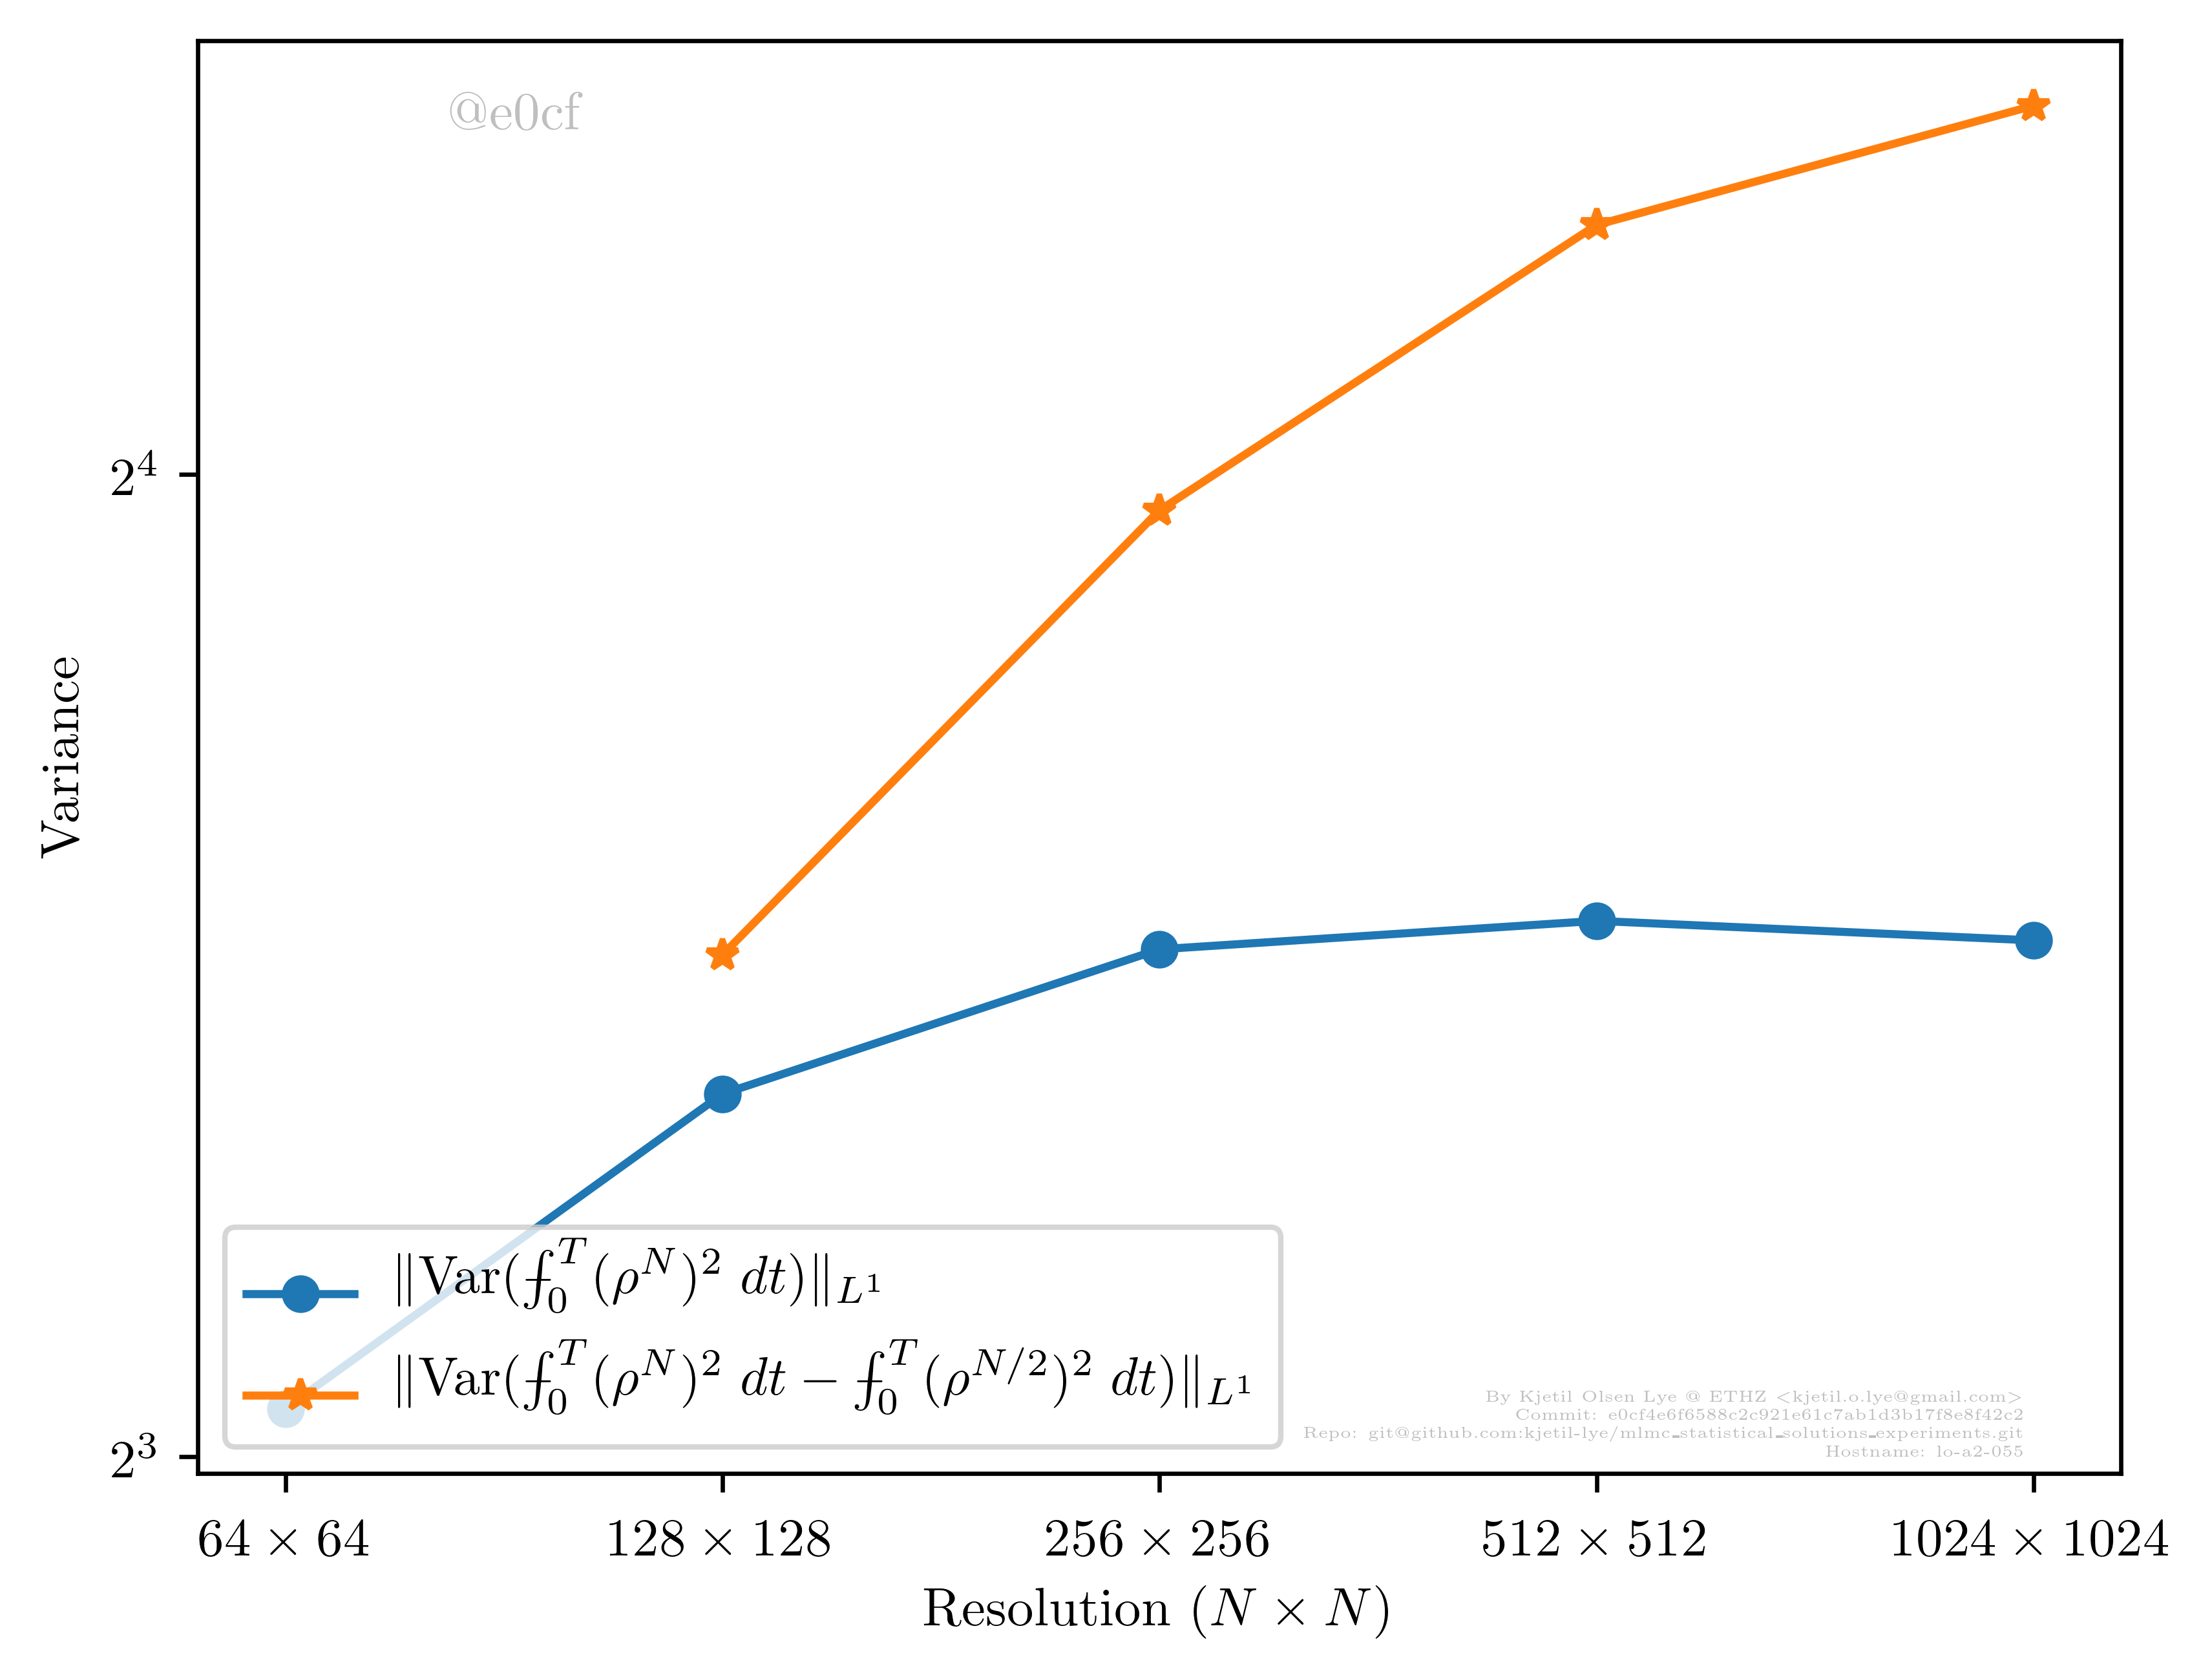 @e0cf
2^4
Variance
2^3
‖Var(⨍_0^T (ρ^N)^2 dt)‖_{L^1}
‖Var(⨍_0^T (ρ^N)^2 dt − ⨍_0^T (ρ^{N/2})^2 dt)‖_{L^1}
By Kjetil Olsen Lye @ ETHZ <kjetil.o.lye@gmail.com>
Commit: e0cf4e6f6588c2c921e61c7ab1d3b17f8e8f42c2
Repo: git@github.com:kjetil-lye/mlmc_statistical_solutions_experiments.git
Hostname: lo-a2-055
64 × 64 128 × 128 256 × 256 512 × 512 1024 × 1024
Resolution (N × N)